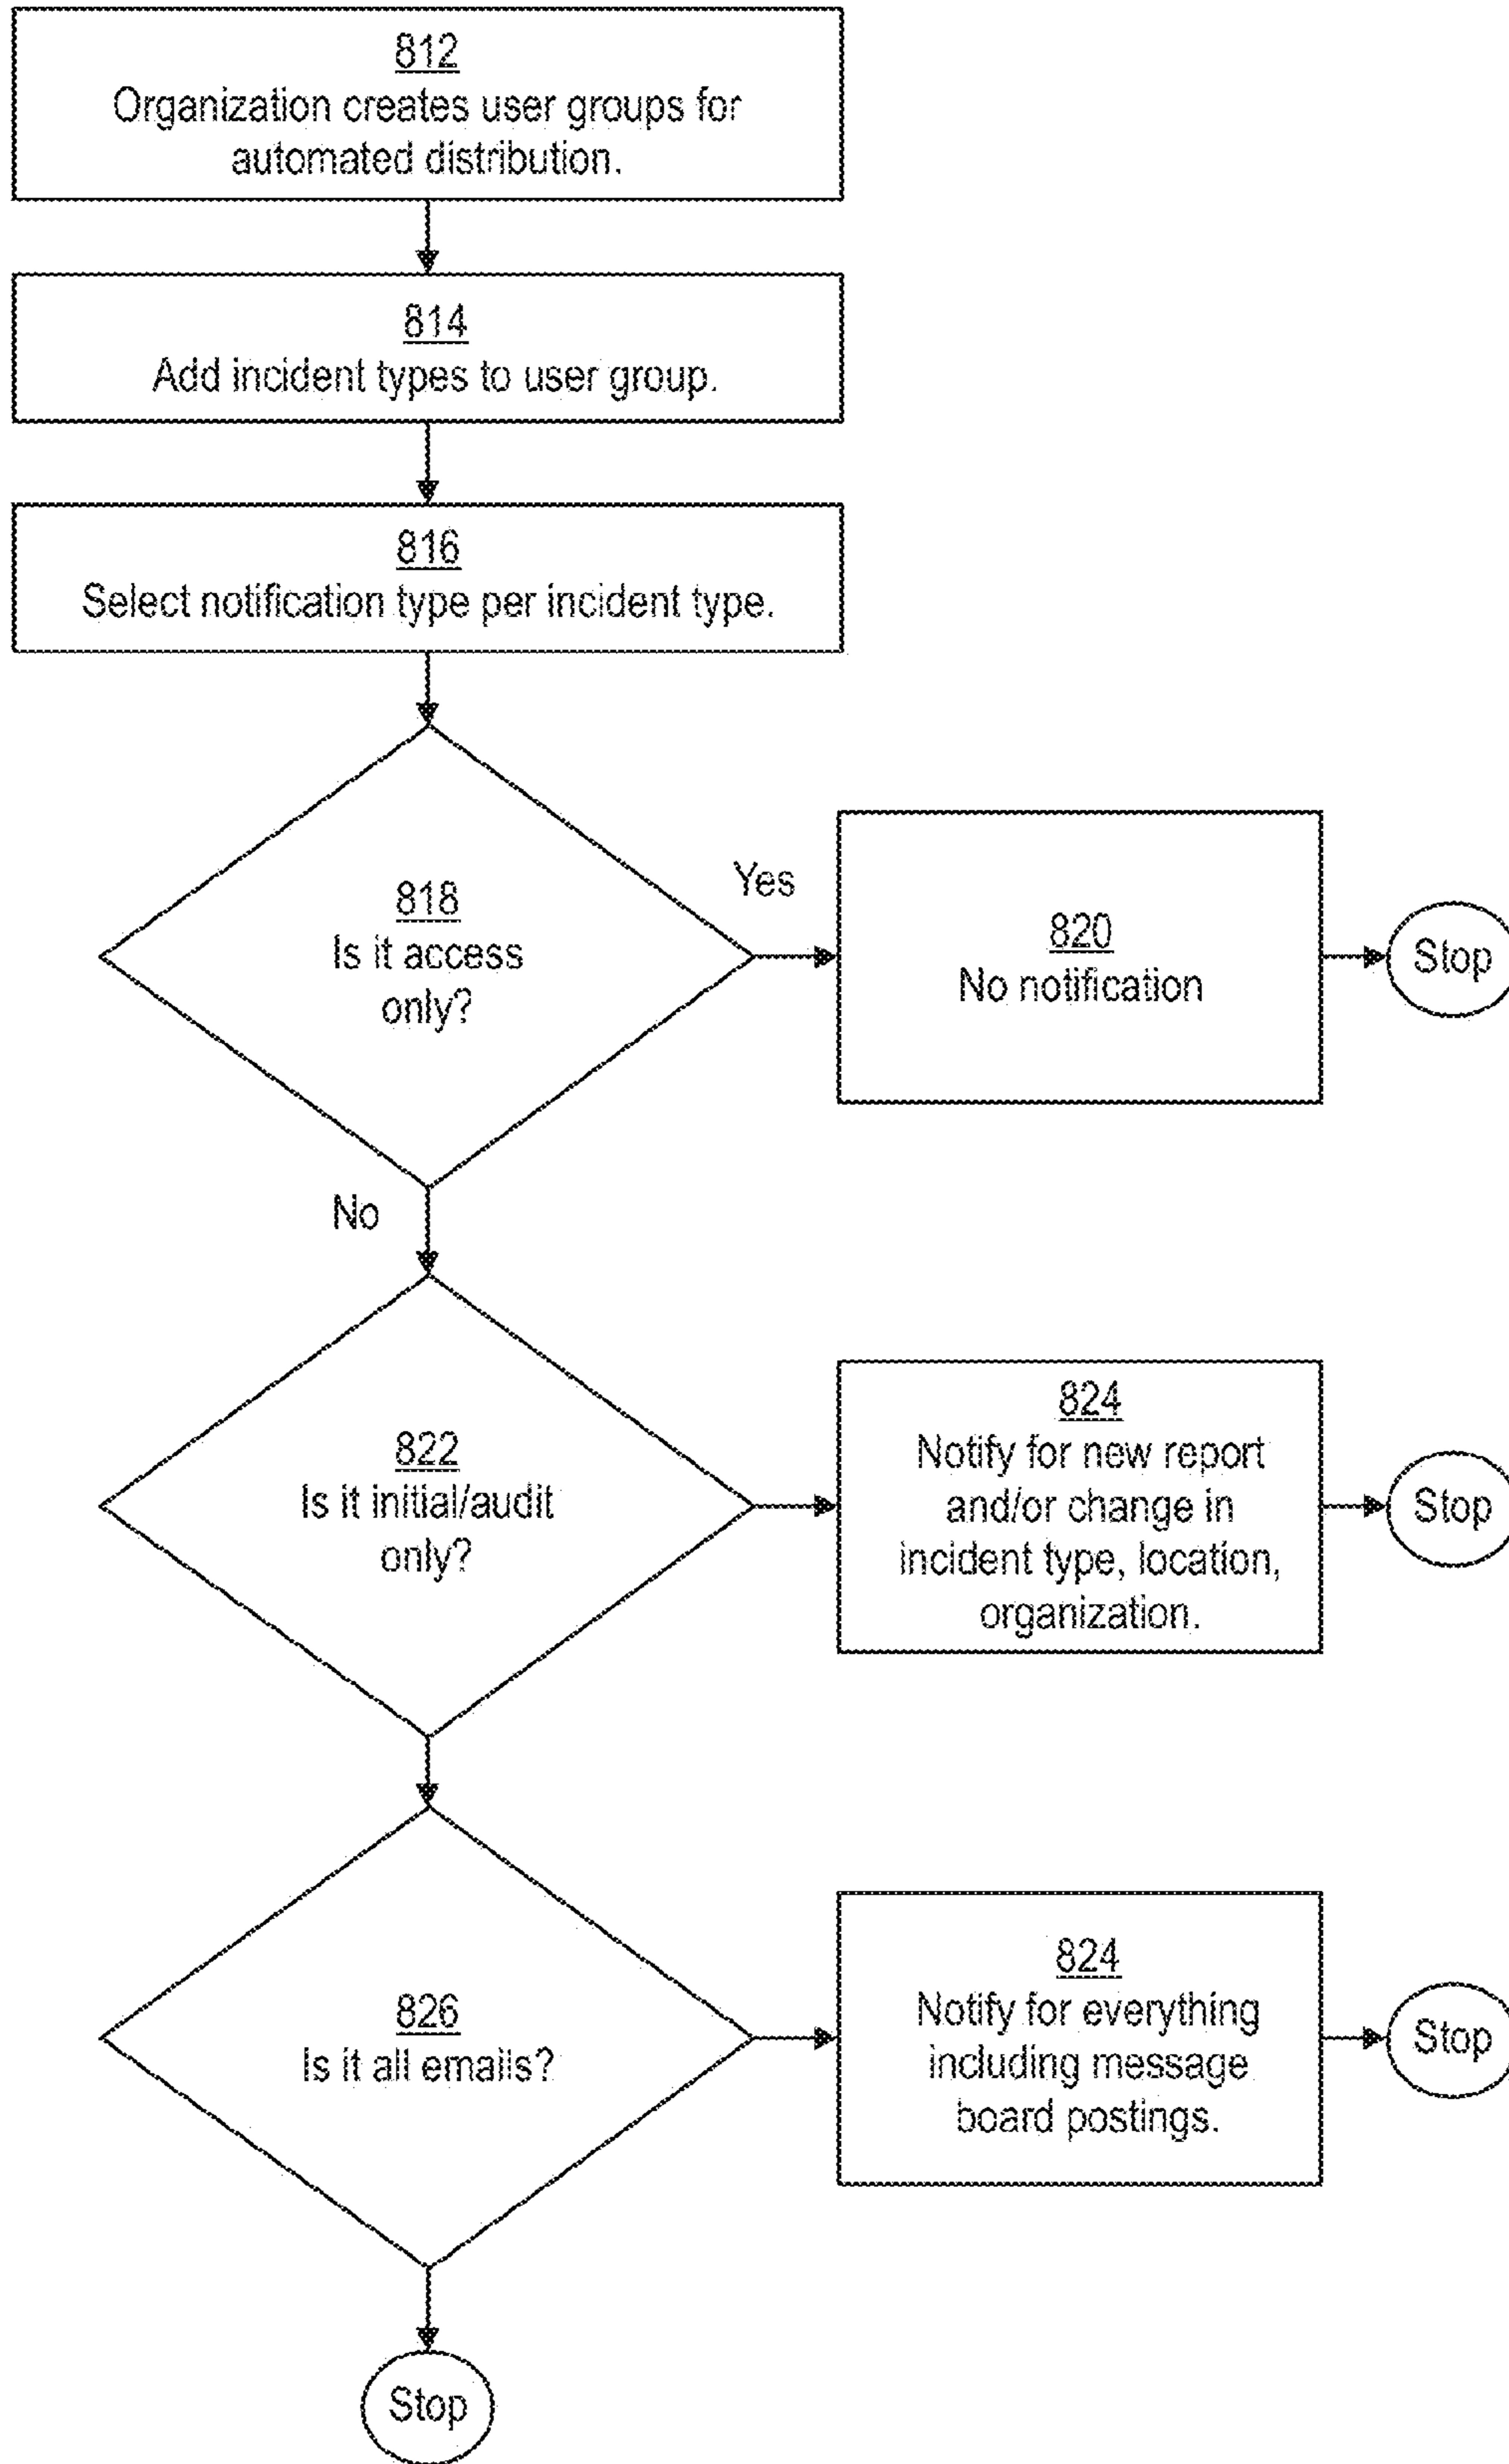 812
Organization creates user groups for
automated distribution.
814
Add incident types to user group.
816
Select notification type per incident type.
818
Is it access
only?
Yes
820
No notification
Stop
No
822
Is it initial/audit
only?
824
Notify for new report
and/or change in
incident type, location,
organization.
Stop
826
Is it all emails?
824
Notify for everything
including message
board postings.
Stop
Stop